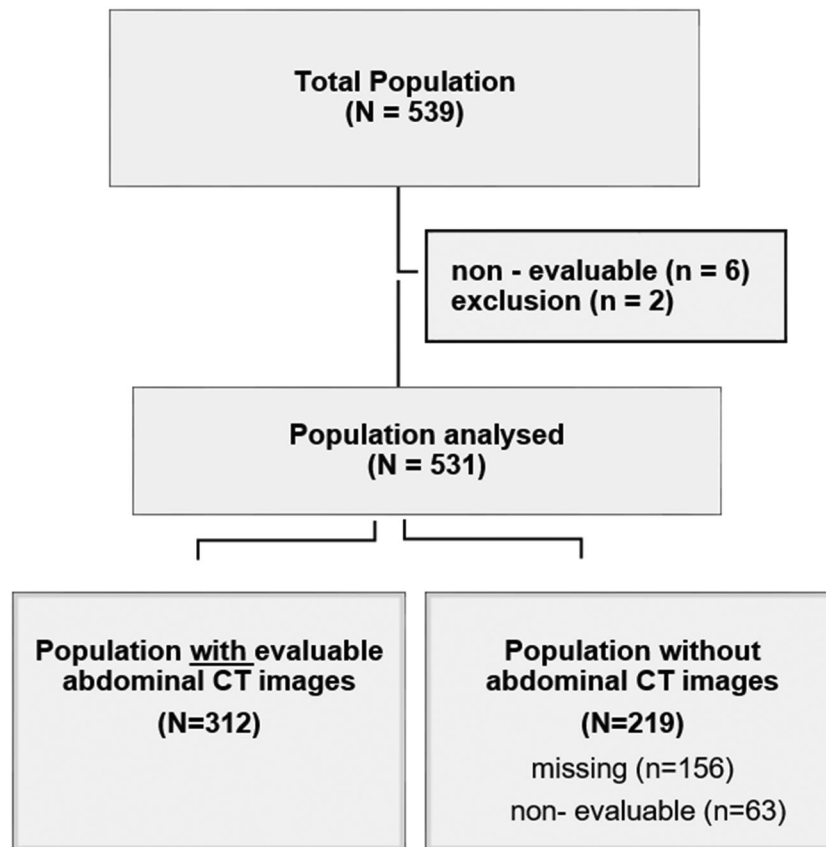 Total Population
(N = 539)
non - evaluable (n = 6)
exclusion (n = 2)
Population analysed
(N = 531)
Population with evaluable
abdominal CT images
(N=312)
Population without
abdominal CT images
(N=219)
missing (n=156)
non- evaluable (n=63)